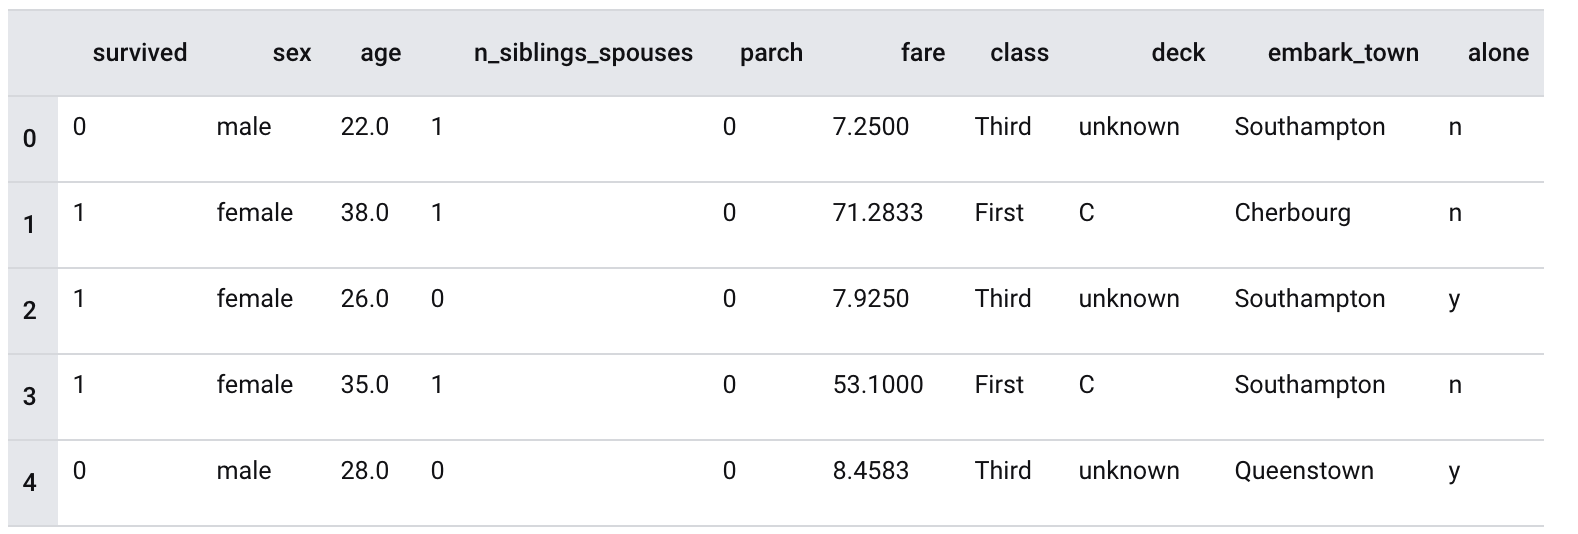 survived sex age n_siblings_spouses parch fare class deck embark_town alone
0 0 male 22.0 1 0 7.2500 Third unknown Southampton n
1 1 female 38.0 1 0 71.2833 First C Cherbourg n
2 1 female 26.0 0 0 7.9250 Third unknown Southampton y
3 1 female 35.0 1 0 53.1000 First C Southampton n
4 0 male 28.0 0 0 8.4583 Third unknown Queenstown y